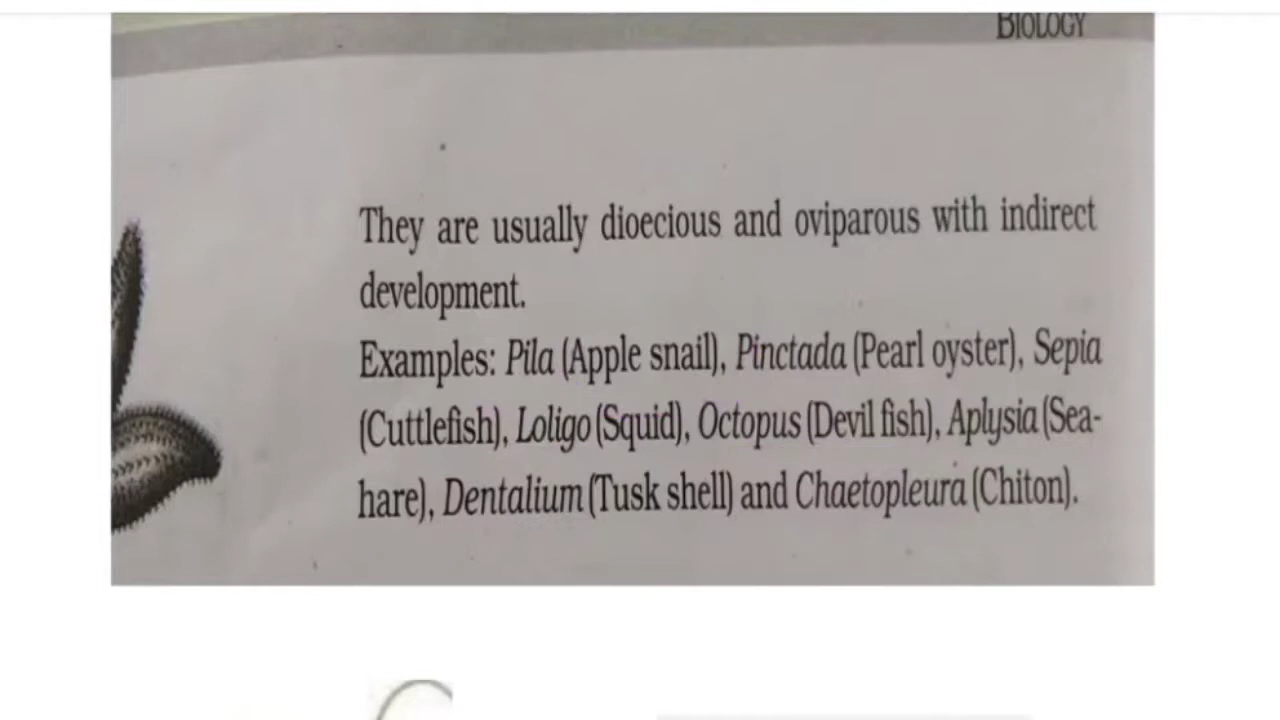 BIOLOGY
They are usually dioecious and oviparous with indirect
development.
Examples: Pila (Apple snail), Pinctada (Pearl oyster), Sepia
(Cuttlefish), Loligo (Squid), Octopus (Devil fish), Aplysia (Sea-
hare), Dentalium (Tusk shell) and Chaetopleura (Chiton).